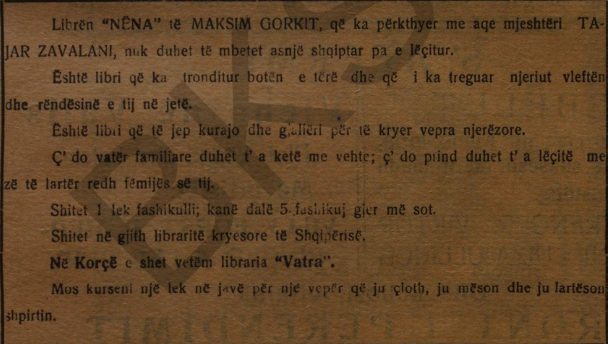 Librën “NËNA” të MAKSIM GORKIT, që ka përkthyer me aqe mjeshtëri TA-
JAR ZAVALANI, nuk duhet të mbetet asnjë shqiptar pa e lëçitur.
Është libri që ka tronditur botën e tërë dhe që i ka treguar njeriut vleftën
dhe rëndësinë e tij në jetë.
Është libri që të jep kurajo dhe gjallëri për të kryer vepra njerëzore.
Ç' do vatër familiare duhet t' a ketë me vehte; ç' do prind duhet t' a lëçitë me
zë të lartër redh fëmijës së tij.
Shitet 1 lek fashikulli; kanë dalë 5 fashikuj gjer më sot.
Shitet në gjith libraritë kryesore të Shqipërisë.
Në Korçë e shet vetëm libraria “Vatra”.
Mos kurseni një lek në javë për një vepër që ju çloth, ju mëson dhe ju lartëson
shpirtin.
BKS